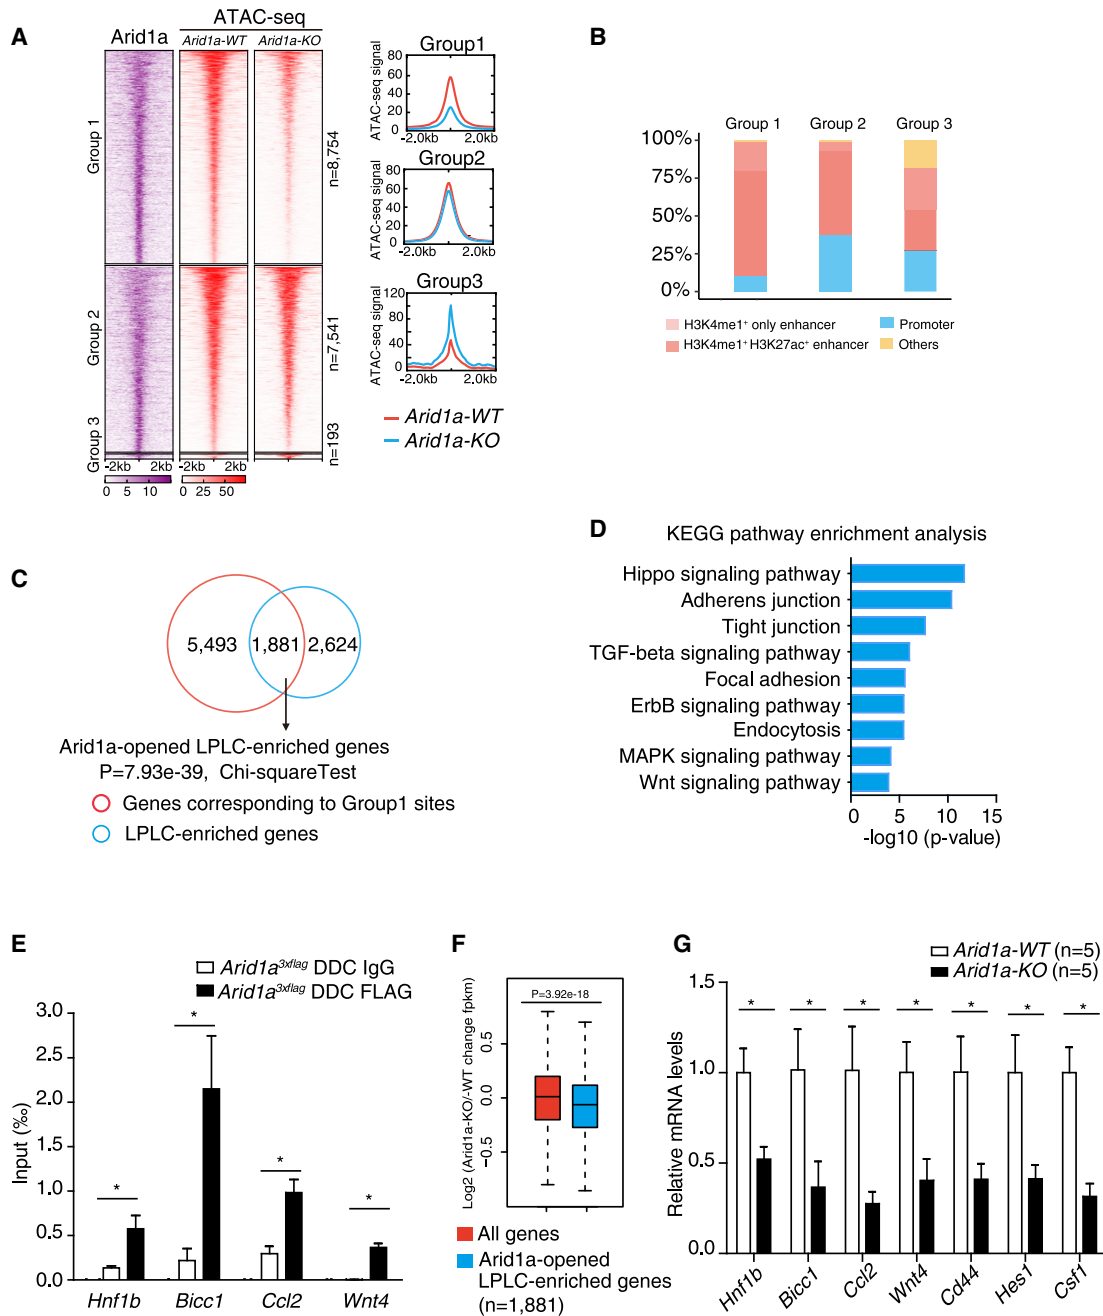 A
ATAC-seq
Arid1a
Arid1a-WT
Arid1a-KO
Group 1
Group 2
Group 3
n=8,754
n=7,541
n=193
-2kb 2kb
-2kb 2kb
0 5 10
0 25 50
Group1
ATAC-seq signal
80
60
40
20
0
-2.0kb 2.0kb
Group2
ATAC-seq signal
80
60
40
20
0
-2.0kb 2.0kb
Group3
ATAC-seq signal
120
80
40
0
-2.0kb 2.0kb
Arid1a-WT
Arid1a-KO
B
Group 1 Group 2 Group 3
100%
75%
50%
25%
0%
H3K4me1⁺ only enhancer
H3K4me1⁺ H3K27ac⁺ enhancer
Promoter
Others
C
5,493 1,881 2,624
Arid1a-opened LPLC-enriched genes
P=7.93e-39, Chi-squareTest
Genes corresponding to Group1 sites
LPLC-enriched genes
D
KEGG pathway enrichment analysis
Hippo signaling pathway
Adherens junction
Tight junction
TGF-beta signaling pathway
Focal adhesion
ErbB signaling pathway
Endocytosis
MAPK signaling pathway
Wnt signaling pathway
0 5 10 15
-log10 (p-value)
E
Arid1a³ˣᶠˡᵃᵍ DDC IgG
Arid1a³ˣᶠˡᵃᵍ DDC FLAG
Input (‰)
3.0
2.5
2.0
1.5
1.0
0.5
0.0
* * * *
Hnf1b Bicc1 Ccl2 Wnt4
F
Log2 (Arid1a-KO/-WT change fpkm)
P=3.92e-18
0.5
0.0
−0.5
All genes
Arid1a-opened
LPLC-enriched genes
(n=1,881)
G
Arid1a-WT (n=5)
Arid1a-KO (n=5)
Relative mRNA levels
1.5
1.0
0.5
0.0
* * * * * * *
Hnf1b Bicc1 Ccl2 Wnt4 Cd44 Hes1 Csf1